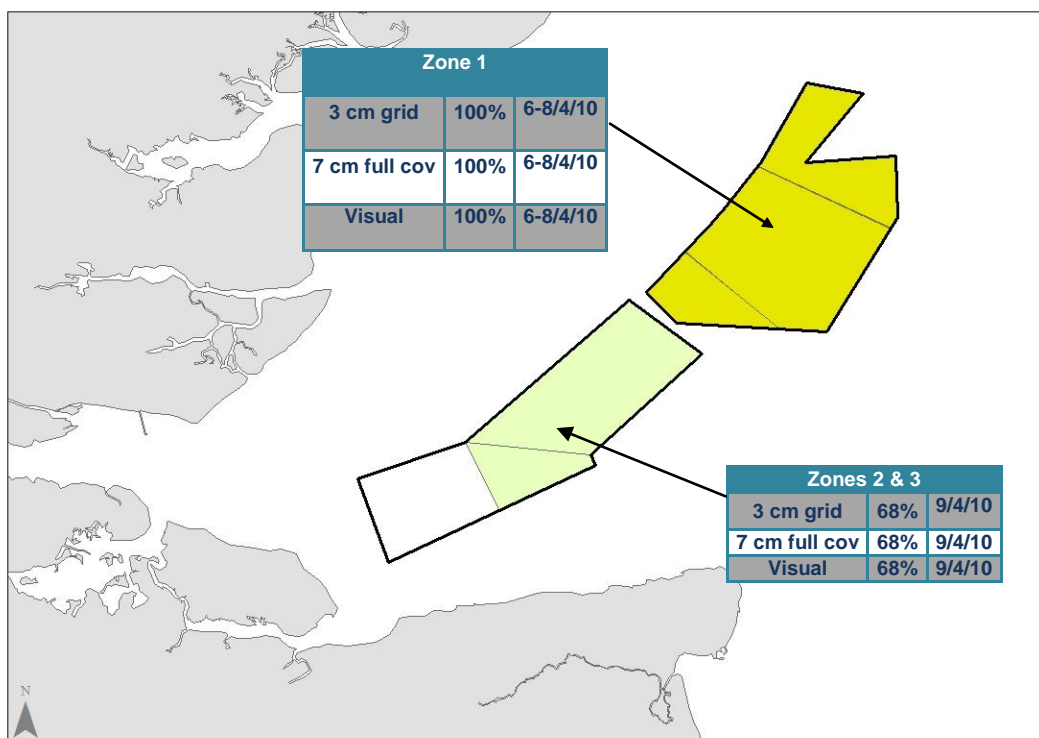 Zone 1
3 cm grid 100% 6-8/4/10
7 cm full cov 100% 6-8/4/10
Visual 100% 6-8/4/10
Zones 2 & 3
3 cm grid 68% 9/4/10
7 cm full cov 68% 9/4/10
Visual 68% 9/4/10
N